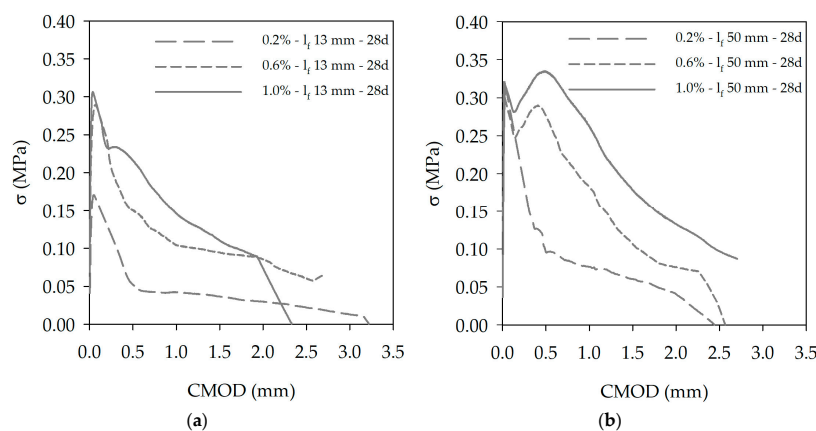 0.2% - lf 13 mm - 28d
0.6% - lf 13 mm - 28d
1.0% - lf 13 mm - 28d
σ (MPa)
0.40
0.35
0.30
0.25
0.20
0.15
0.10
0.05
0.00
0.0 0.5 1.0 1.5 2.0 2.5 3.0 3.5
CMOD (mm)
(a)
0.2% - lf 50 mm - 28d
0.6% - lf 50 mm - 28d
1.0% - lf 50 mm - 28d
σ (MPa)
0.40
0.35
0.30
0.25
0.20
0.15
0.10
0.05
0.00
0.0 0.5 1.0 1.5 2.0 2.5 3.0 3.5
CMOD (mm)
(b)